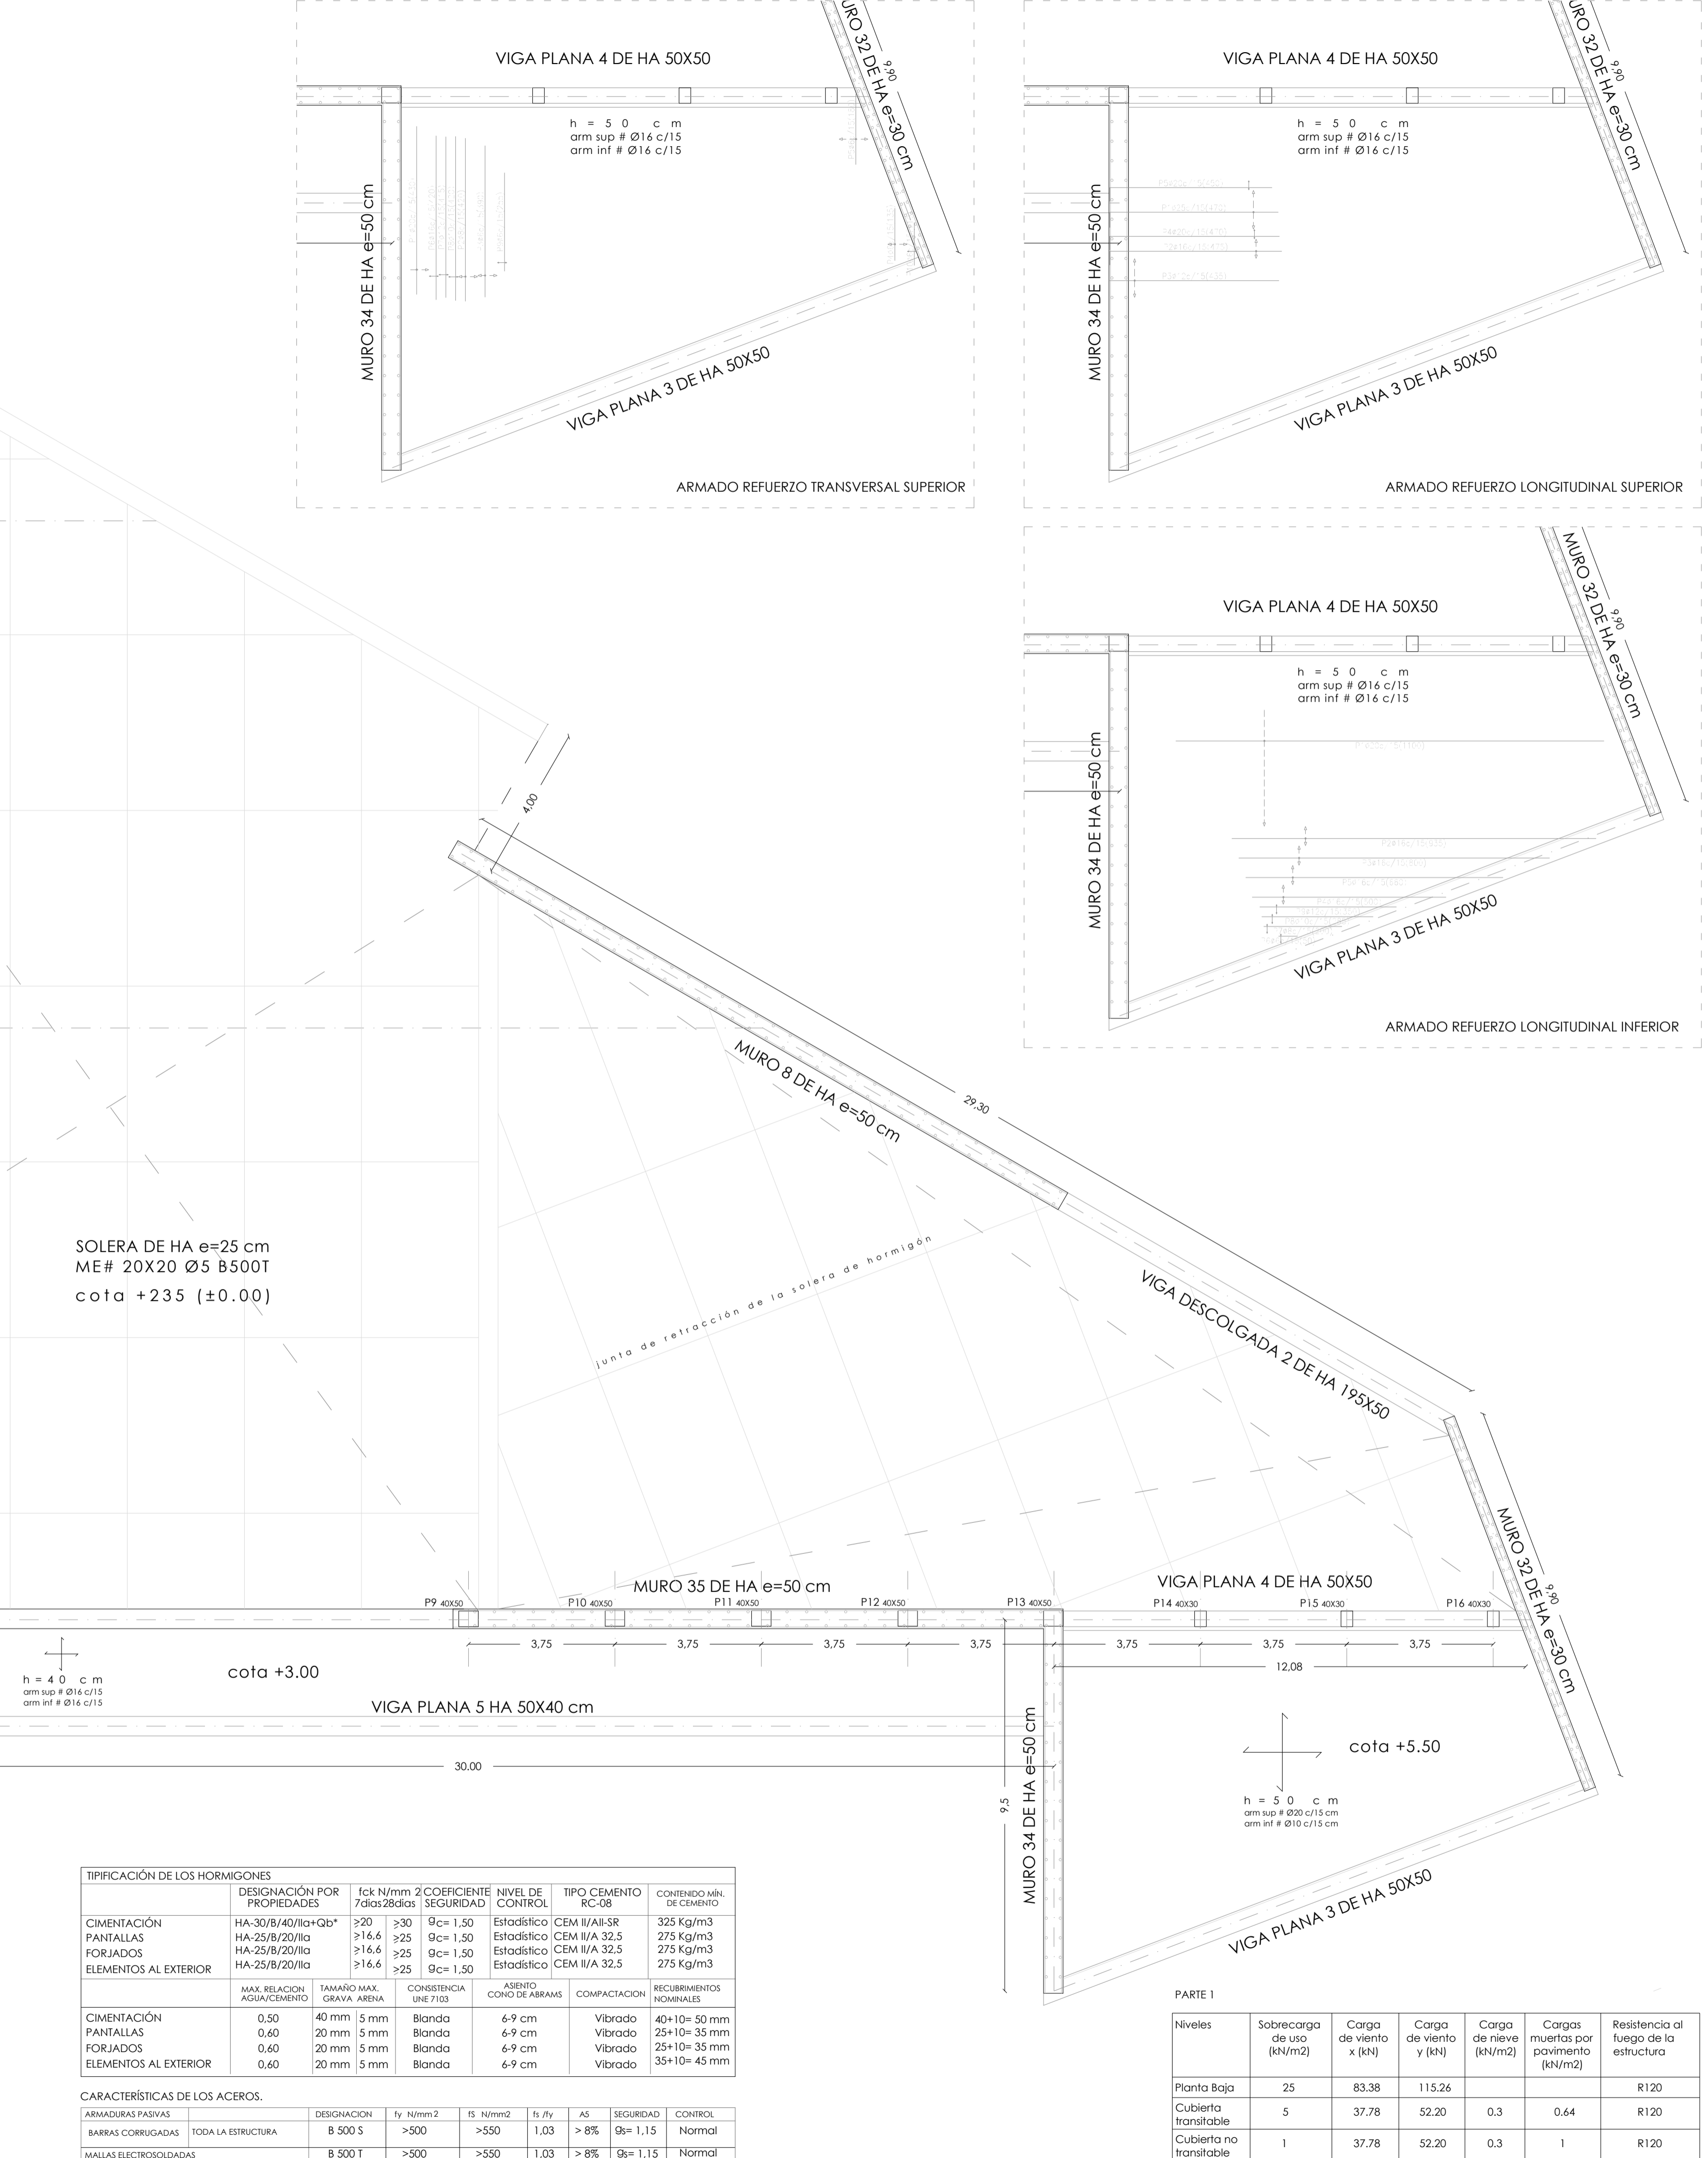 VIGA PLANA 4 DE HA 50X50
h = 50 cm
arm sup # Ø16 c/15
arm inf # Ø16 c/15
MURO 34 DE HA e=50 cm
MURO 32 DE HA e=30 cm
9,90
VIGA PLANA 3 DE HA 50X50
ARMADO REFUERZO TRANSVERSAL SUPERIOR
VIGA PLANA 4 DE HA 50X50
h = 50 cm
arm sup # Ø16 c/15
arm inf # Ø16 c/15
MURO 34 DE HA e=50 cm
MURO 32 DE HA e=30 cm
9,90
VIGA PLANA 3 DE HA 50X50
ARMADO REFUERZO LONGITUDINAL SUPERIOR
VIGA PLANA 4 DE HA 50X50
h = 50 cm
arm sup # Ø16 c/15
arm inf # Ø16 c/15
MURO 34 DE HA e=50 cm
MURO 32 DE HA e=30 cm
9,90
VIGA PLANA 3 DE HA 50X50
ARMADO REFUERZO LONGITUDINAL INFERIOR
4,00
29,30
MURO 8 DE HA e=50 cm
SOLERA DE HA e=25 cm
ME# 20X20 Ø5 B500T
cota +235 (±0.00)
junta de retracción de la solera de hormigón
VIGA DESCOLGADA 2 DE HA 195X50
MURO 32 DE HA e=30 cm
9,90
MURO 35 DE HA e=50 cm
VIGA PLANA 4 DE HA 50X50
P9 40X50
P10 40X50
P11 40X50
P12 40X50
P13 40X50
P14 40X30
P15 40X30
P16 40X30
3,75
3,75
3,75
3,75
3,75
3,75
3,75
12,08
h = 40 cm
arm sup # Ø16 c/15
arm inf # Ø16 c/15
cota +3.00
VIGA PLANA 5 HA 50X40 cm
30.00
9,5
MURO 34 DE HA e=50 cm
cota +5.50
h = 50 cm
arm sup # Ø20 c/15 cm
arm inf # Ø10 c/15 cm
VIGA PLANA 3 DE HA 50X50
TIPIFICACIÓN DE LOS HORMIGONES
DESIGNACIÓN POR PROPIEDADES fck N/mm 2 7dias 28dias COEFICIENTE SEGURIDAD NIVEL DE CONTROL TIPO CEMENTO RC-08 CONTENIDO MÍN. DE CEMENTO
CIMENTACIÓN HA-30/B/40/IIa+Qb* ≥20 ≥30 gc= 1,50 Estadístico CEM II/AII-SR 325 Kg/m3
PANTALLAS HA-25/B/20/IIa ≥16,6 ≥25 gc= 1,50 Estadístico CEM II/A 32,5 275 Kg/m3
FORJADOS HA-25/B/20/IIa ≥16,6 ≥25 gc= 1,50 Estadístico CEM II/A 32,5 275 Kg/m3
ELEMENTOS AL EXTERIOR HA-25/B/20/IIa ≥16,6 ≥25 gc= 1,50 Estadístico CEM II/A 32,5 275 Kg/m3
MAX. RELACION AGUA/CEMENTO TAMAÑO MAX. GRAVA ARENA CONSISTENCIA UNE 7103 ASIENTO CONO DE ABRAMS COMPACTACION RECUBRIMIENTOS NOMINALES
CIMENTACIÓN 0,50 40 mm 5 mm Blanda 6-9 cm Vibrado 40+10= 50 mm
PANTALLAS 0,60 20 mm 5 mm Blanda 6-9 cm Vibrado 25+10= 35 mm
FORJADOS 0,60 20 mm 5 mm Blanda 6-9 cm Vibrado 25+10= 35 mm
ELEMENTOS AL EXTERIOR 0,60 20 mm 5 mm Blanda 6-9 cm Vibrado 35+10= 45 mm
CARACTERÍSTICAS DE LOS ACEROS.
ARMADURAS PASIVAS DESIGNACION fy N/mm 2 fS N/mm2 fs /fy A5 SEGURIDAD CONTROL
BARRAS CORRUGADAS TODA LA ESTRUCTURA B 500 S >500 >550 1,03 > 8% gs= 1,15 Normal
MALLAS ELECTROSOLDADAS B 500 T >500 >550 1,03 > 8% gs= 1,15 Normal
PARTE 1
Niveles Sobrecarga de uso (kN/m2) Carga de viento x (kN) Carga de viento y (kN) Carga de nieve (kN/m2) Cargas muertas por pavimento (kN/m2) Resistencia al fuego de la estructura
Planta Baja 25 83.38 115.26 R120
Cubierta transitable 5 37.78 52.20 0.3 0.64 R120
Cubierta no transitable 1 37.78 52.20 0.3 1 R120